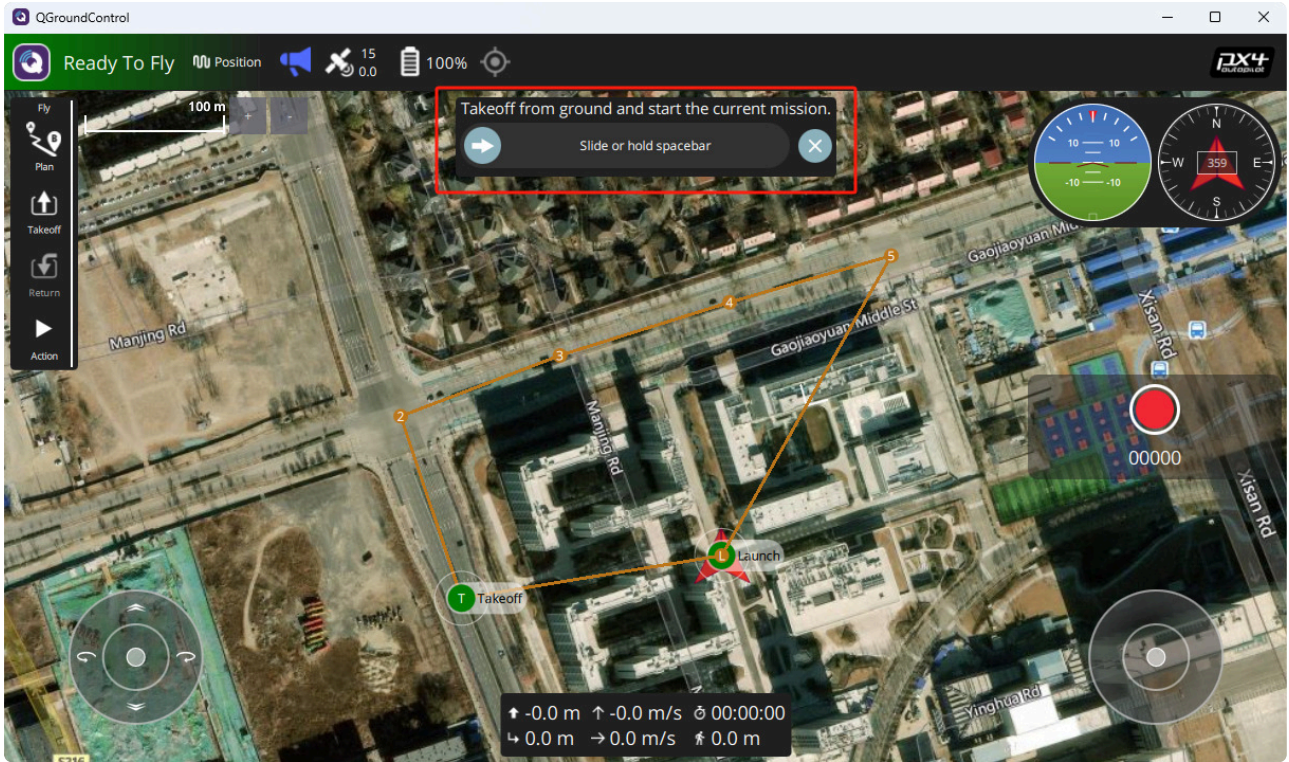 QGroundControl
Ready To Fly
Position
15
0.0
100%
PX4
autopilot
Fly
Plan
Takeoff
Return
Action
100 m
+
-
Takeoff from ground and start the current mission.
Slide or hold spacebar
10 10
-10 -10
N
W 359 E
S
Gaojiaoyuan Mid
5
4
3
2
Manjing Rd
Gaojiaoyuan Middle St
Xisan Rd
Manjing Rd
00000
Xisan Rd
L Launch
T Takeoff
Yinghua Rd
M
-0.0 m -0.0 m/s 00:00:00
0.0 m 0.0 m/s 0.0 m
S216